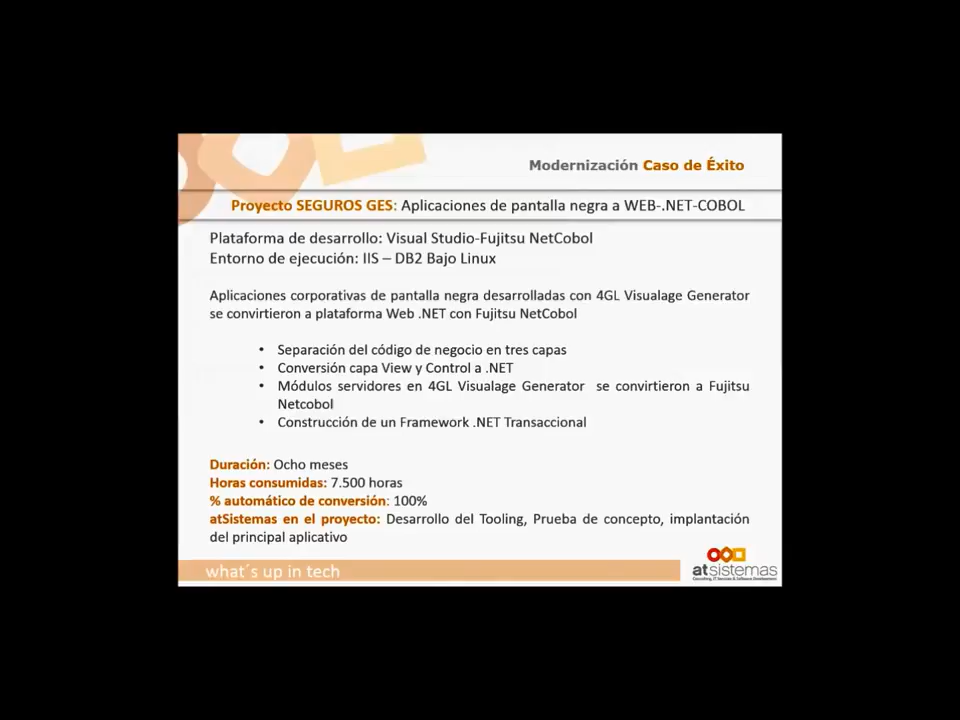 Modernización Caso de Éxito
Proyecto SEGUROS GES: Aplicaciones de pantalla negra a WEB-.NET-COBOL
Plataforma de desarrollo: Visual Studio-Fujitsu NetCobol
Entorno de ejecución: IIS – DB2 Bajo Linux
Aplicaciones corporativas de pantalla negra desarrolladas con 4GL Visualage Generator
se convirtieron a plataforma Web .NET con Fujitsu NetCobol
• Separación del código de negocio en tres capas
• Conversión capa View y Control a .NET
• Módulos servidores en 4GL Visualage Generator se convirtieron a Fujitsu
Netcobol
• Construcción de un Framework .NET Transaccional
Duración: Ocho meses
Horas consumidas: 7.500 horas
% automático de conversión: 100%
atSistemas en el proyecto: Desarrollo del Tooling, Prueba de concepto, implantación
del principal aplicativo
what´s up in tech
atsistemas
Consulting, IT Services & Software Development